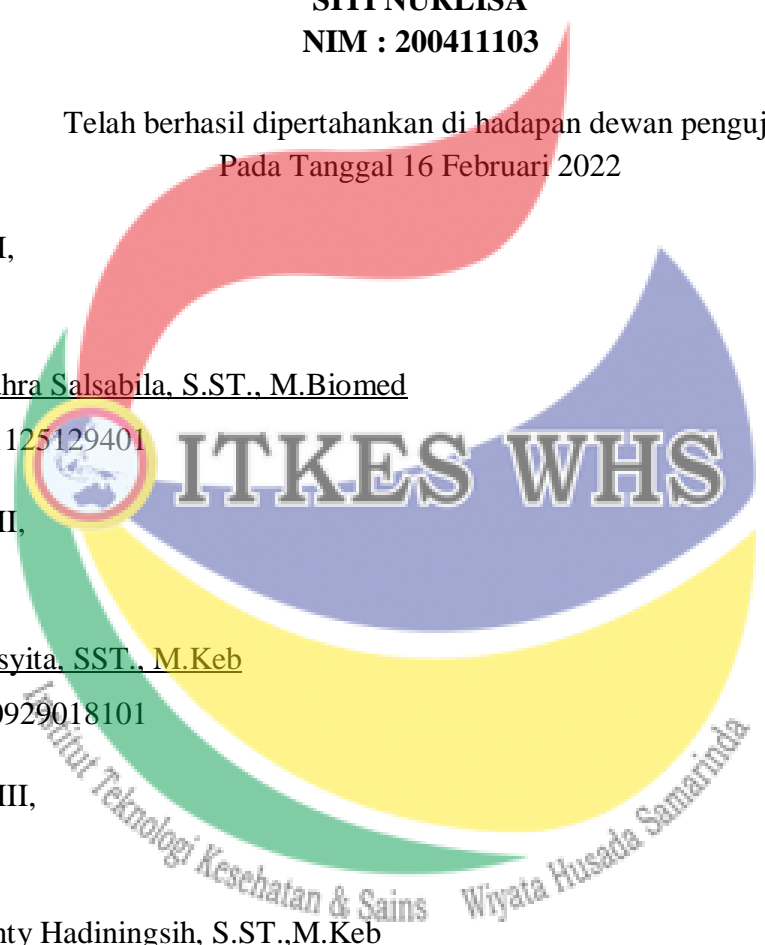 SITI NURLISA
NIM : 200411103
Telah berhasil dipertahankan di hadapan dewan penguj
Pada Tanggal 16 Februari 2022
I,
ahra Salsabila, S.ST., M.Biomed
1125129401
ITKES WHS
II,
syita, SST., M.Keb
0929018101
III,
nty Hadiningsih, S.ST.,M.Keb
Institut Teknologi Kesehatan & Sains Wiyata Husada Samarinda